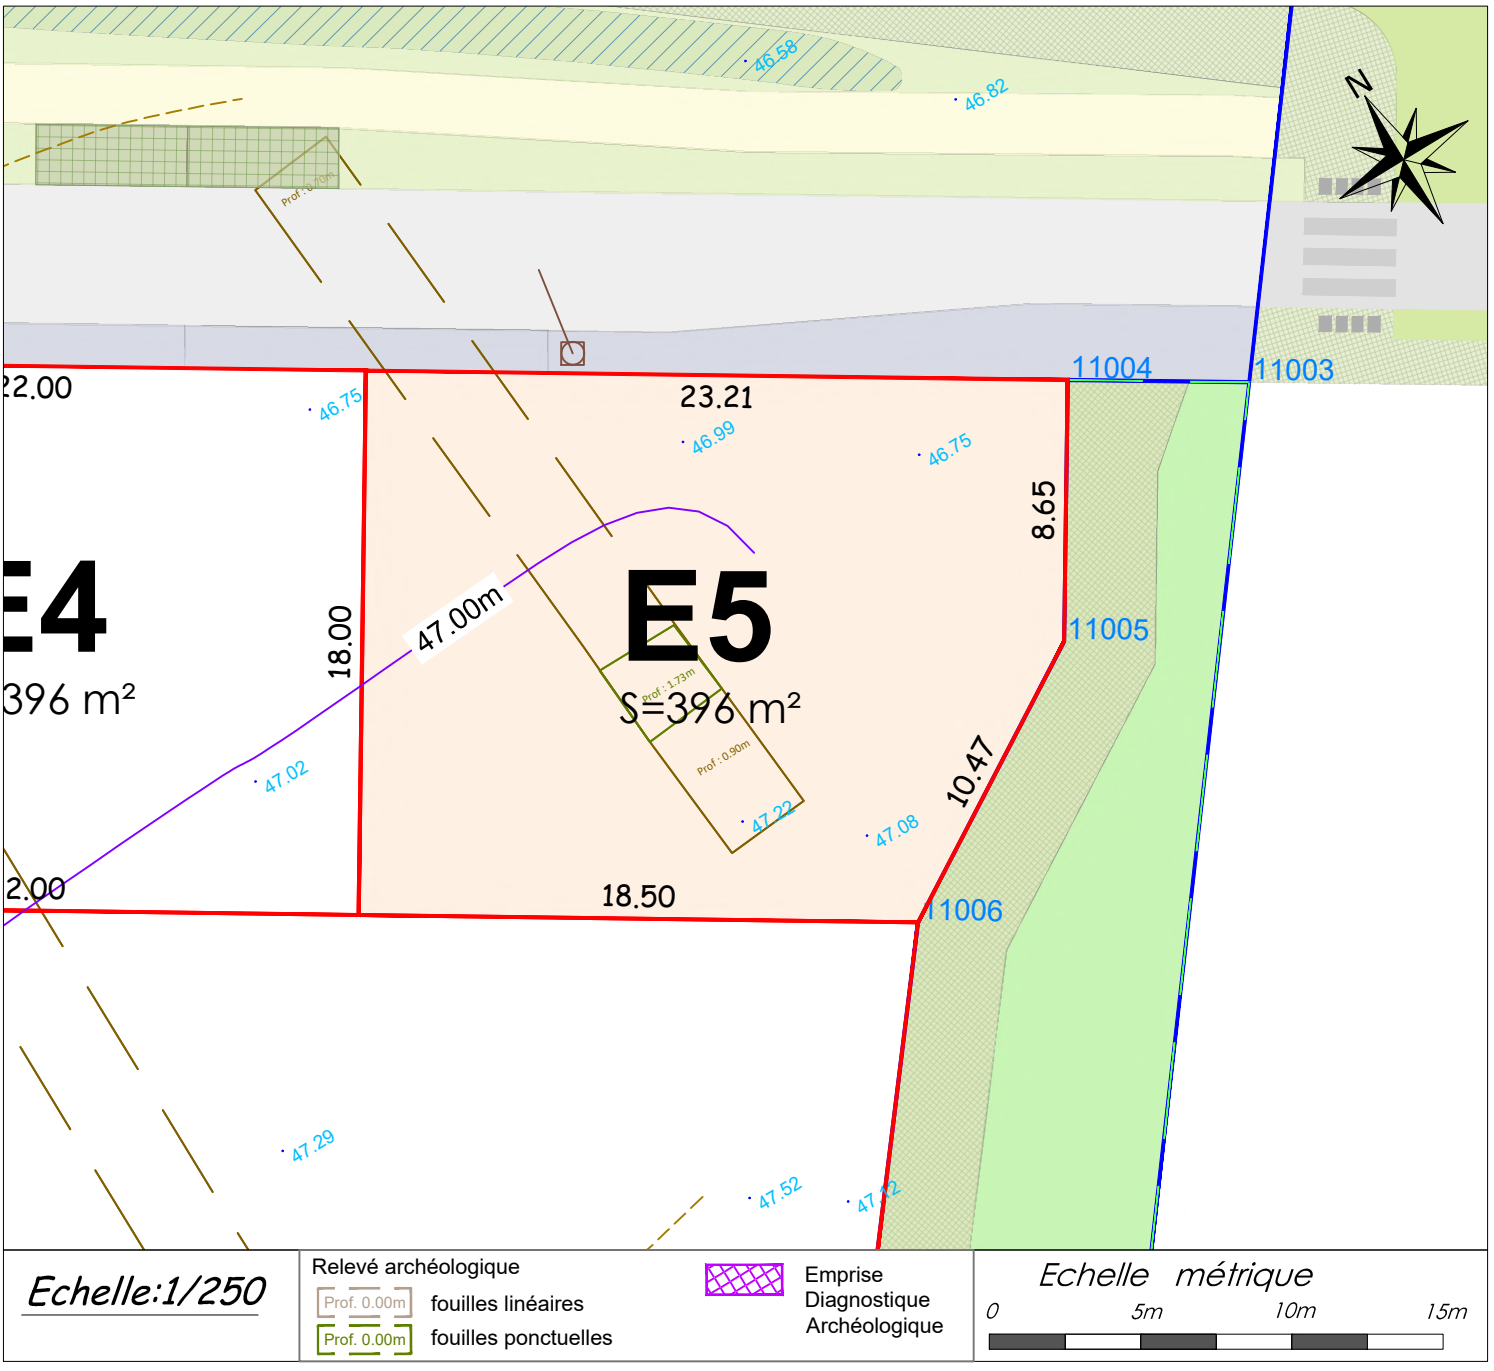 46.58
46.82
N
Prof : 0.70m
11004
11003
22.00
46.75
23.21
46.99
46.75
8.65
E4
396 m²
18.00
47.00m
E5
S=396 m²
Prof : 1.73m
Prof : 0.90m
11005
10.47
47.02
47.22
47.08
2.00
18.50
11006
47.29
47.52
47.12
Echelle:1/250
Relevé archéologique
Prof. 0.00m fouilles linéaires
Prof. 0.00m fouilles ponctuelles
Emprise
Diagnostique
Archéologique
Echelle métrique
0 5m 10m 15m